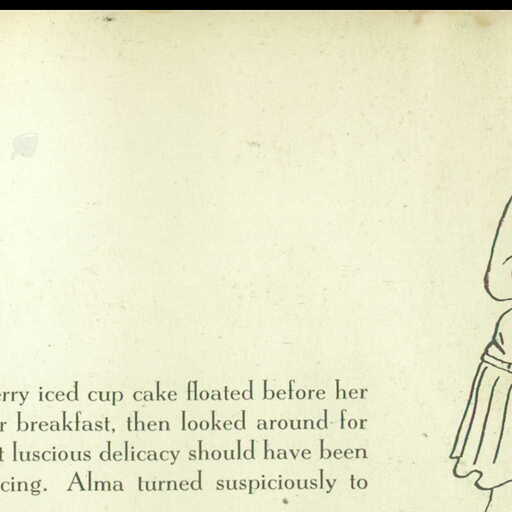 erry iced cup cake floated before her
r breakfast, then looked around for
t luscious delicacy should have been
cing. Alma turned suspiciously to